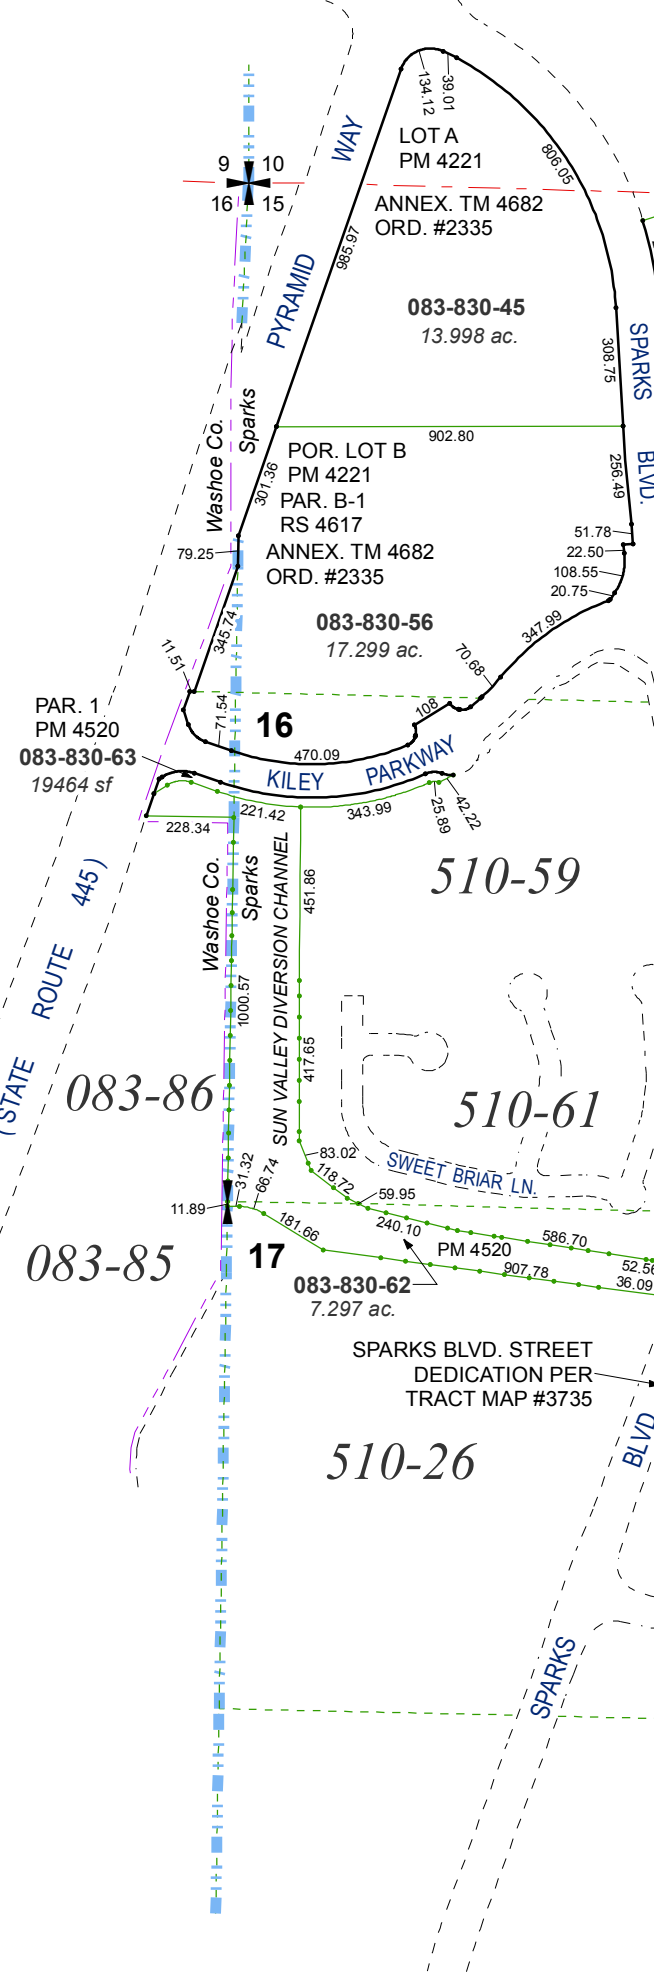 134.12
39.01
WAY
LOT A
PM 4221
806.05
9 10
16 15
ANNEX. TM 4682
ORD. #2335
985.97
PYRAMID
083-830-45
13.998 ac.
308.75
SPARKS
BLVD.
Washoe Co.
Sparks
902.80
POR. LOT B
PM 4221
PAR. B-1
RS 4617
ANNEX. TM 4682
ORD. #2335
301.36
256.49
79.25
51.78
22.50
108.55
20.75
083-830-56
17.299 ac.
345.74
347.99
11.51
70.68
PAR. 1
PM 4520
083-830-63
19464 sf
71.54
16
108
470.09
KILEY PARKWAY
228.34
221.42
343.99
25.89
42.22
Washoe Co.
Sparks
SUN VALLEY DIVERSION CHANNEL
451.86
510-59
(STATE ROUTE 445)
1000.57
417.65
083-86
510-61
83.02
118.72
SWEET BRIAR LN.
31.32
66.74
11.89
59.95
181.66
240.10
586.70
083-85
17
PM 4520
52.56
083-830-62
7.297 ac.
907.78
36.09
SPARKS BLVD. STREET
DEDICATION PER
TRACT MAP #3735
BLVD
510-26
SPARKS